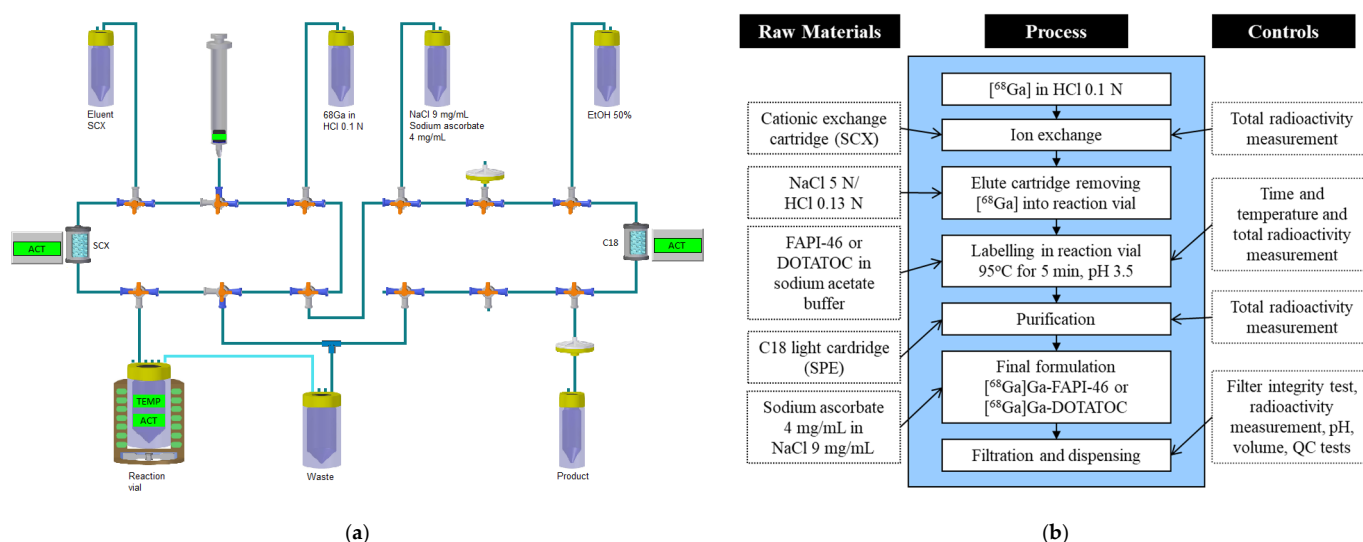 Eluent
SCX
68Ga in
HCl 0.1 N
NaCl 9 mg/mL
Sodium ascorbate
4 mg/mL
EtOH 50%
ACT
SCX
C18
ACT
TEMP
ACT
Reaction
vial
Waste
Product
(a)
Raw Materials
Process
Controls
[⁶⁸Ga] in HCl 0.1 N
Cationic exchange
cartridge (SCX)
Ion exchange
Total radioactivity
measurement
NaCl 5 N/
HCl 0.13 N
Elute cartridge removing
[⁶⁸Ga] into reaction vial
Time and
temperature and
total radioactivity
measurement
FAPI-46 or
DOTATOC in
sodium acetate
buffer
Labelling in reaction vial
95ºC for 5 min, pH 3.5
Purification
Total radioactivity
measurement
C18 light cardridge
(SPE)
Final formulation
[⁶⁸Ga]Ga-FAPI-46 or
[⁶⁸Ga]Ga-DOTATOC
Sodium ascorbate
4 mg/mL in
NaCl 9 mg/mL
Filter integrity test,
radioactivity
measurement, pH,
volume, QC tests
Filtration and dispensing
(b)